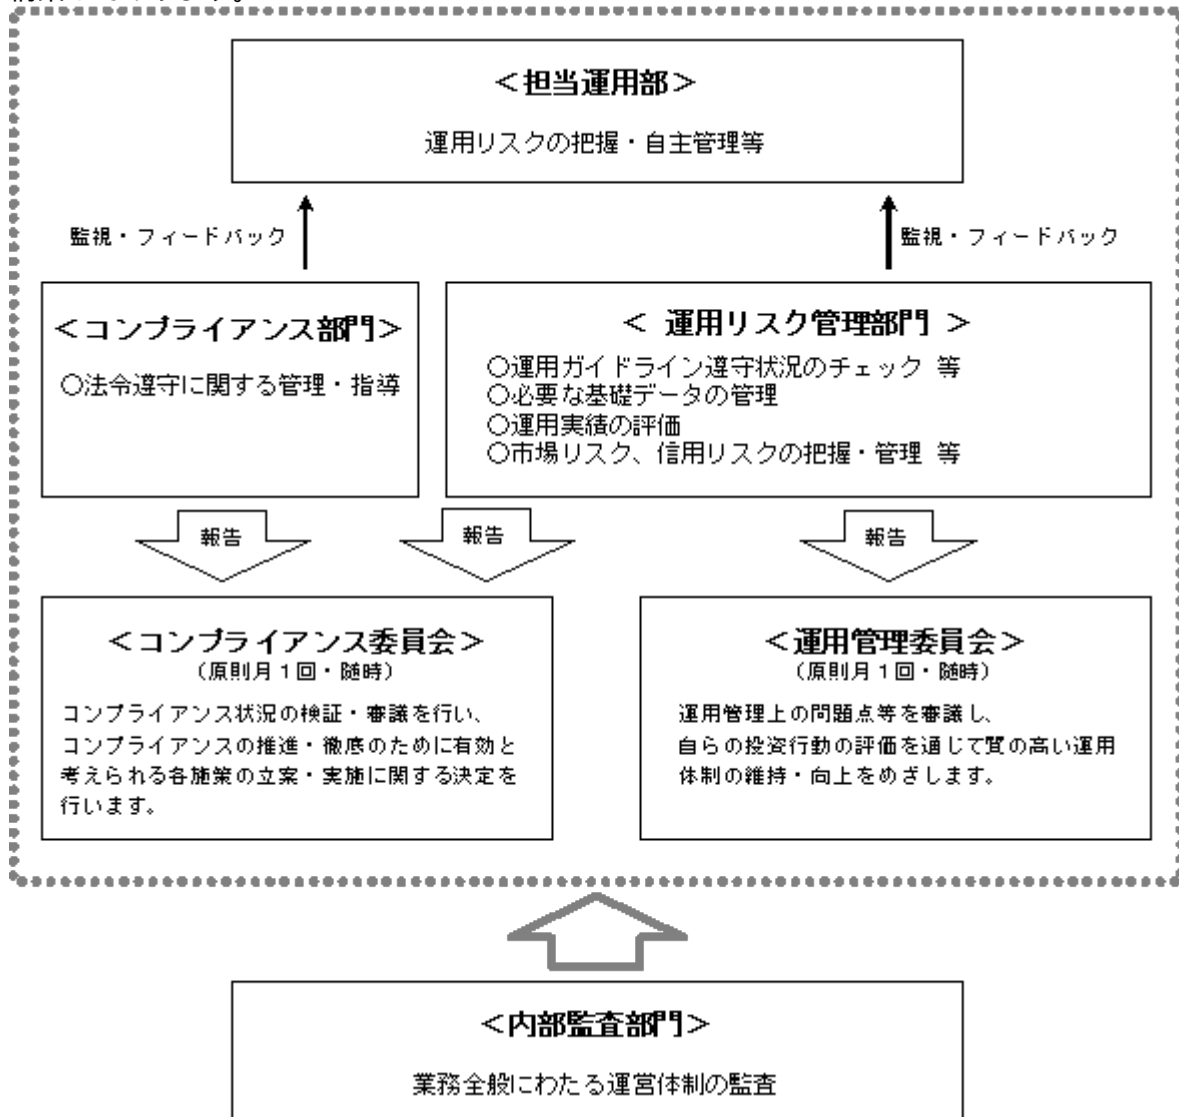 ＜担当運用部＞
運用リスクの把握・自主管理等
監視・フィードバック
監視・フィードバック
＜コンプライアンス部門＞
○法令遵守に関する管理・指導
＜ 運用リスク管理部門 ＞
○運用ガイドライン遵守状況のチェック 等
○必要な基礎データの管理
○運用実績の評価
○市場リスク、信用リスクの把握・管理 等
報告
報告
報告
＜コンプライアンス委員会＞
（原則月１回・随時）
コンプライアンス状況の検証・審議を行い、
コンプライアンスの推進・徹底のために有効と
考えられる各施策の立案・実施に関する決定を
行います。
＜運用管理委員会＞
（原則月１回・随時）
運用管理上の問題点等を審議し、
自らの投資行動の評価を通じて質の高い運用
体制の維持・向上をめざします。
＜内部監査部門＞
業務全般にわたる運営体制の監査